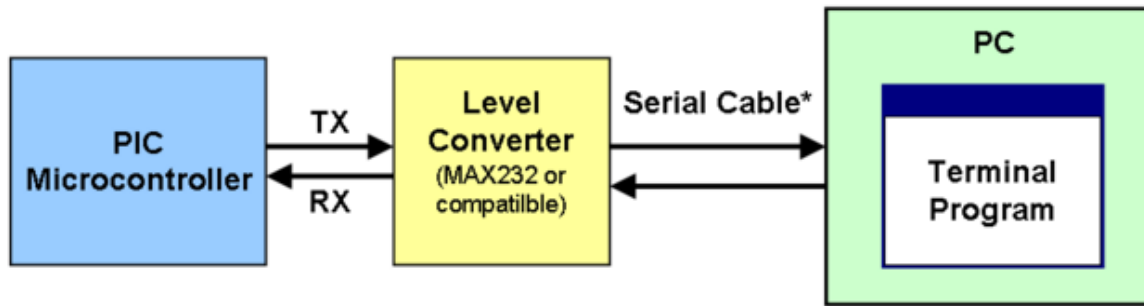 PIC
Microcontroller
TX
RX
Level
Converter
(MAX232 or
compatilble)
Serial Cable*
PC
Terminal
Program